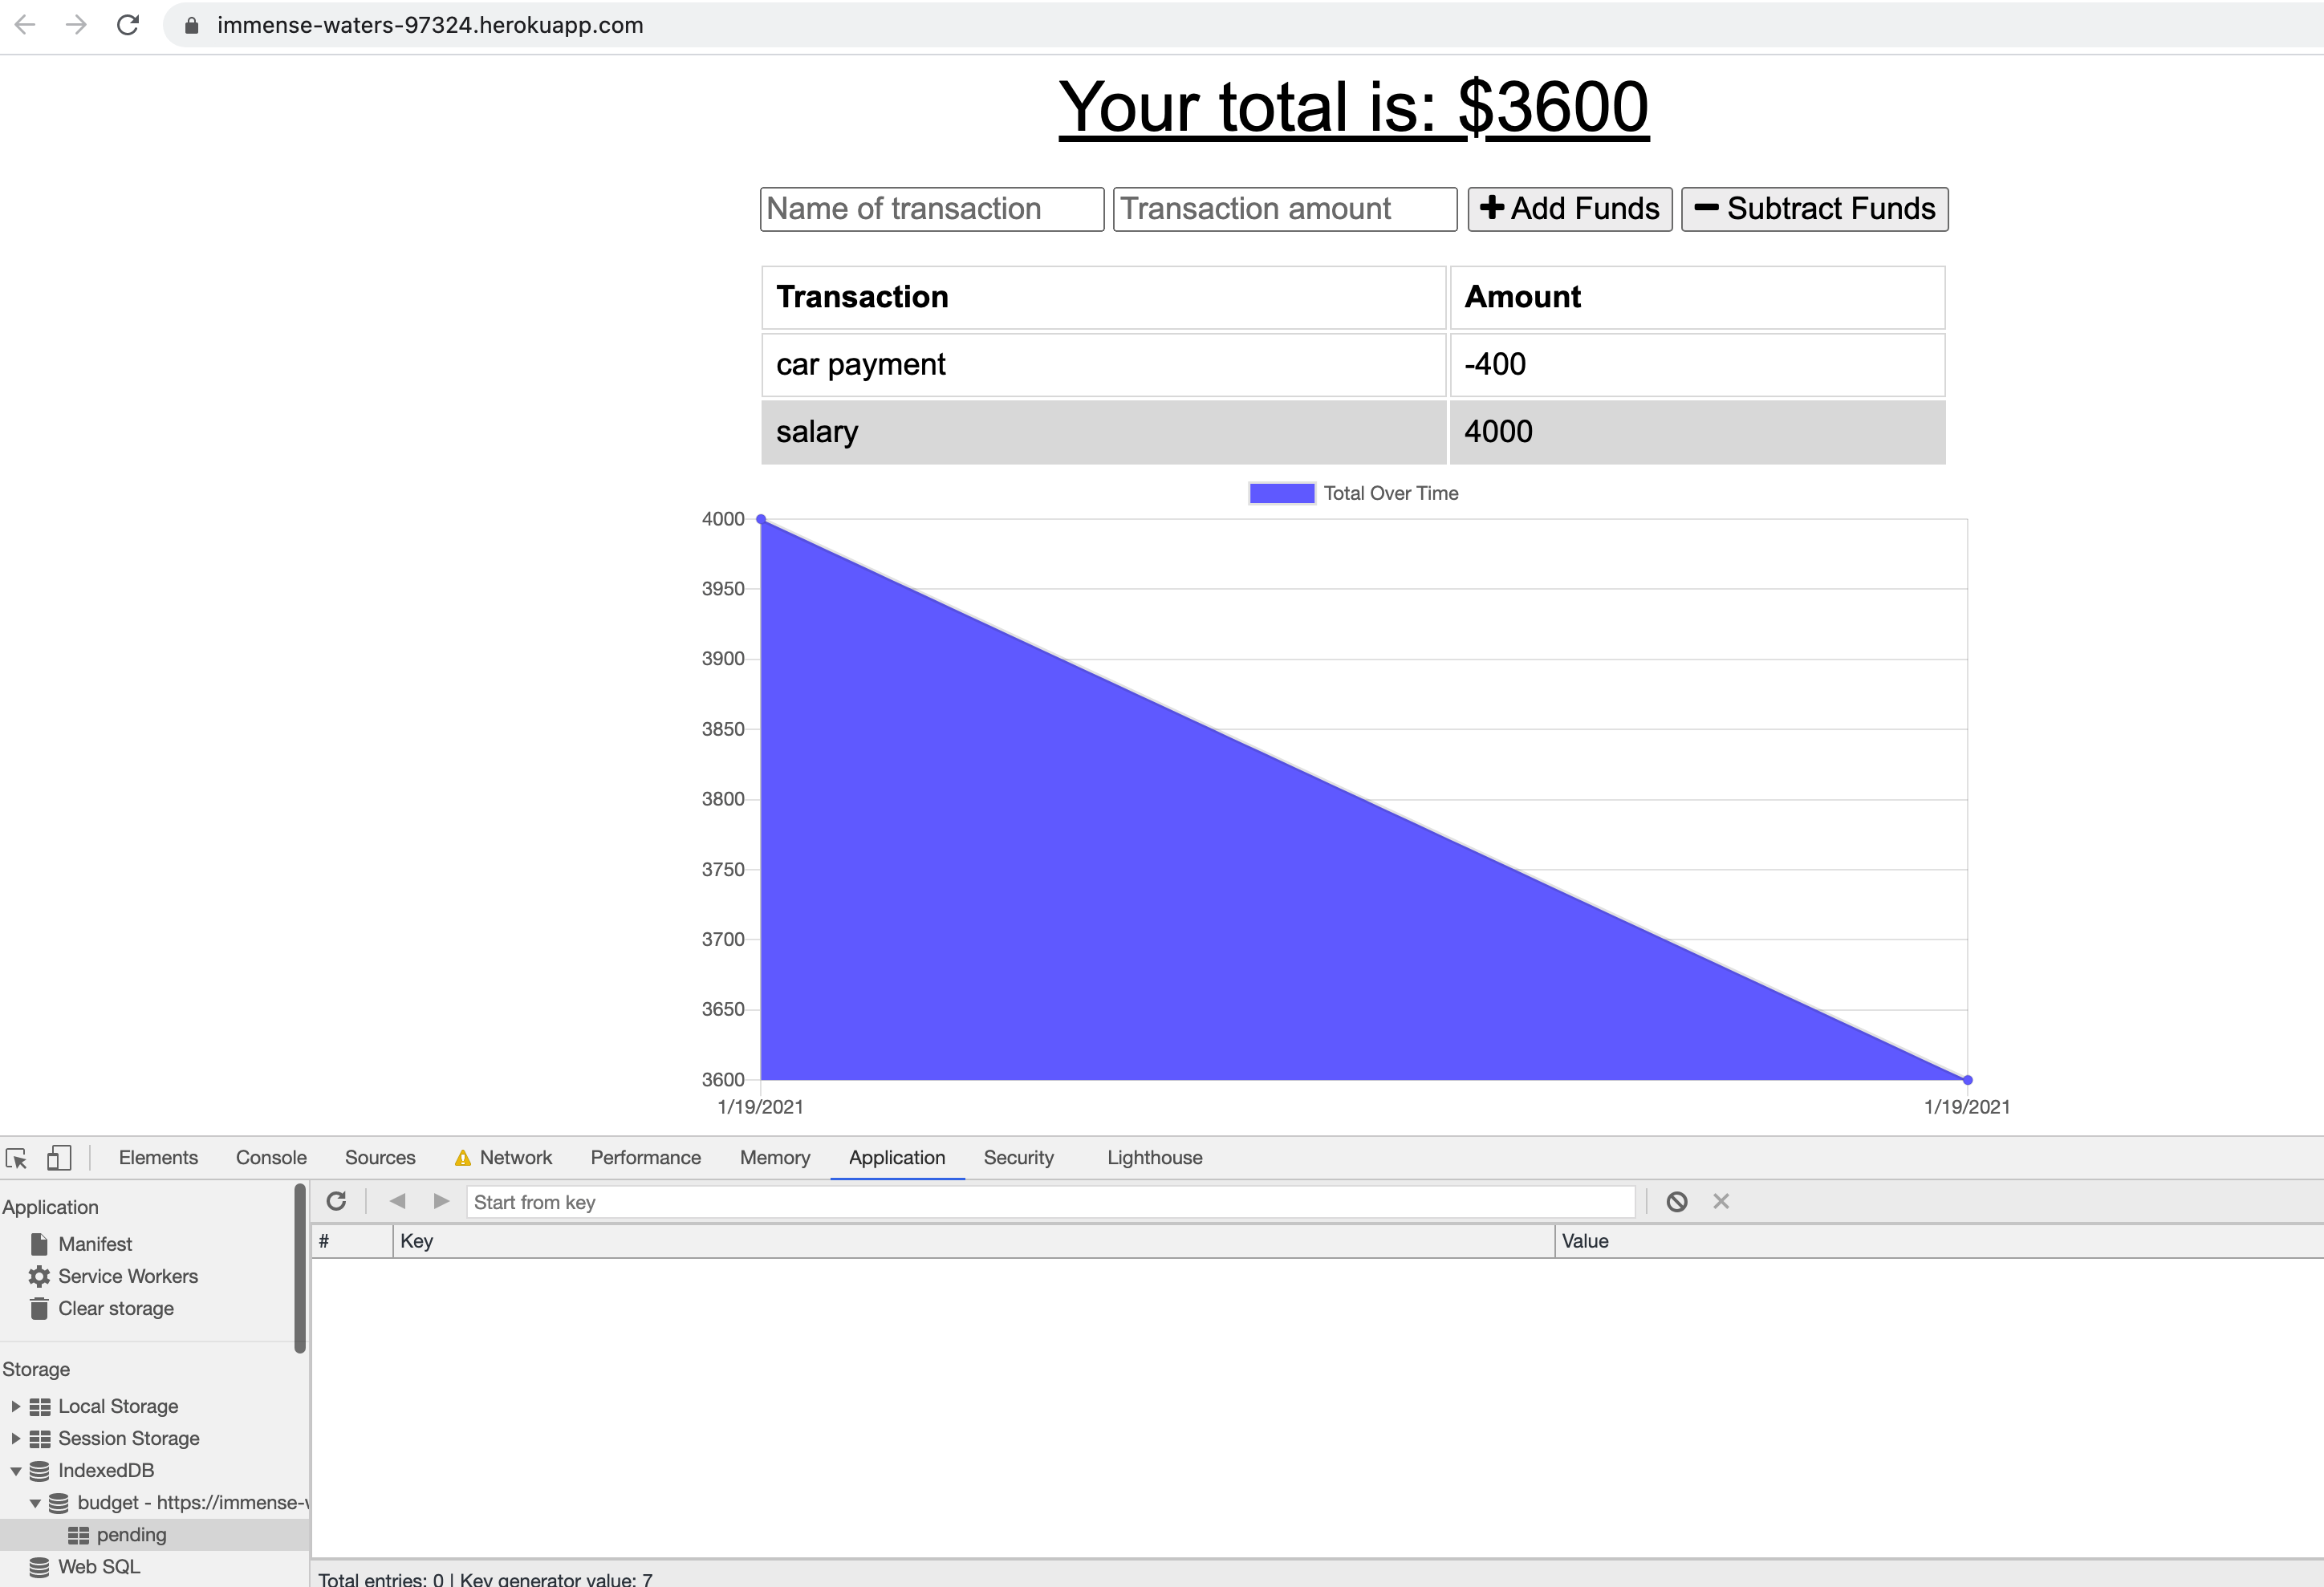 immense-waters-97324.herokuapp.com
Your total is: $3600
Name of transaction Transaction amount Add Funds Subtract Funds
Transaction Amount
car payment -400
salary 4000
Total Over Time
4000
3950
3900
3850
3800
3750
3700
3650
3600
1/19/2021 1/19/2021
Elements Console Sources Network Performance Memory Application Security Lighthouse
Application
Start from key
# Key Value
Manifest
Service Workers
Clear storage
Storage
Local Storage
Session Storage
IndexedDB
budget - https://immense-
pending
Web SQL
Total entries: 0 | Key generator value: 7